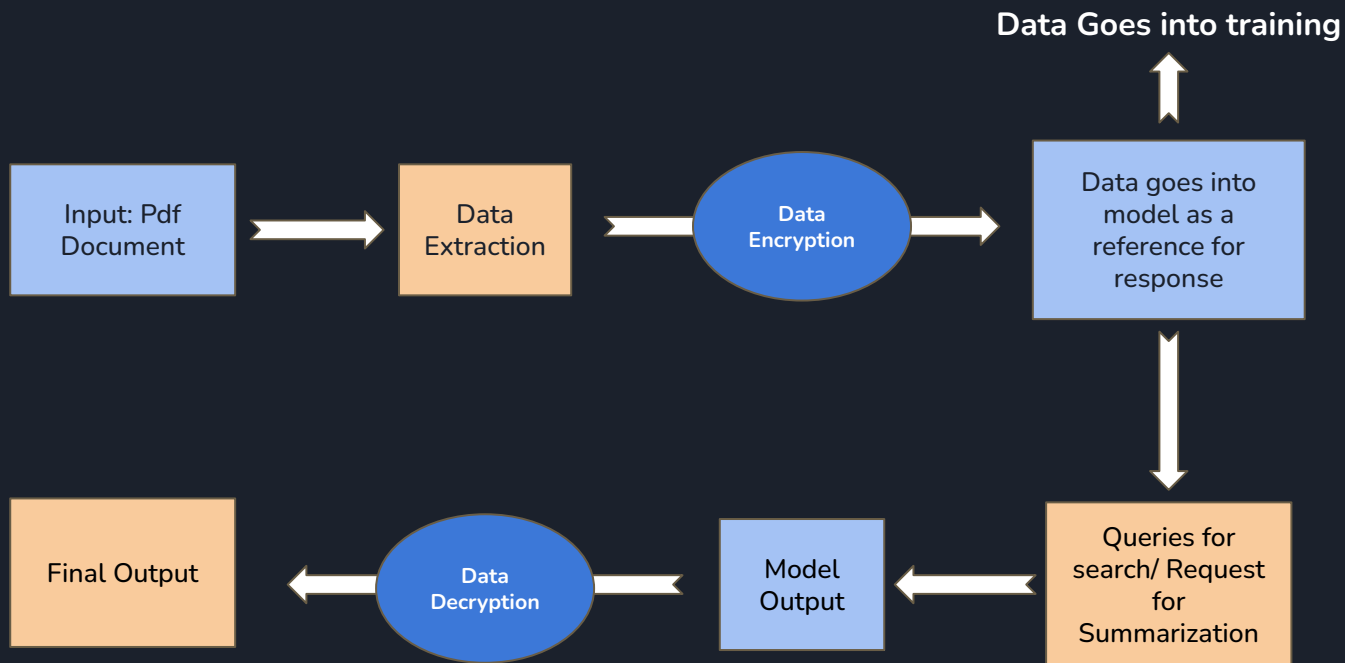 Data Goes into training
Input: Pdf
Document
Data
Extraction
Data
Encryption
Data goes into
model as a
reference for
response
Queries for
search/ Request
for
Summarization
Model
Output
Data
Decryption
Final Output